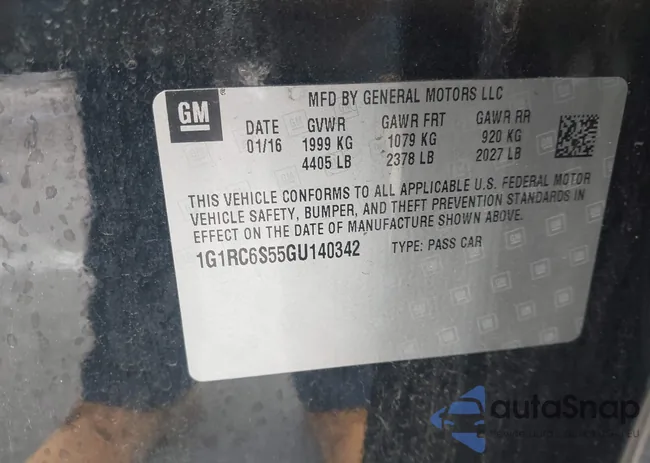 GM
MFD BY GENERAL MOTORS LLC
DATE GVWR GAWR FRT GAWR RR
01/16 1999 KG 1079 KG 920 KG
4405 LB 2378 LB 2027 LB
THIS VEHICLE CONFORMS TO ALL APPLICABLE U.S. FEDERAL MOTOR
VEHICLE SAFETY, BUMPER, AND THEFT PREVENTION STANDARDS IN
EFFECT ON THE DATE OF MANUFACTURE SHOWN ABOVE.
1G1RC6S55GU140342 TYPE: PASS CAR
autaSnap